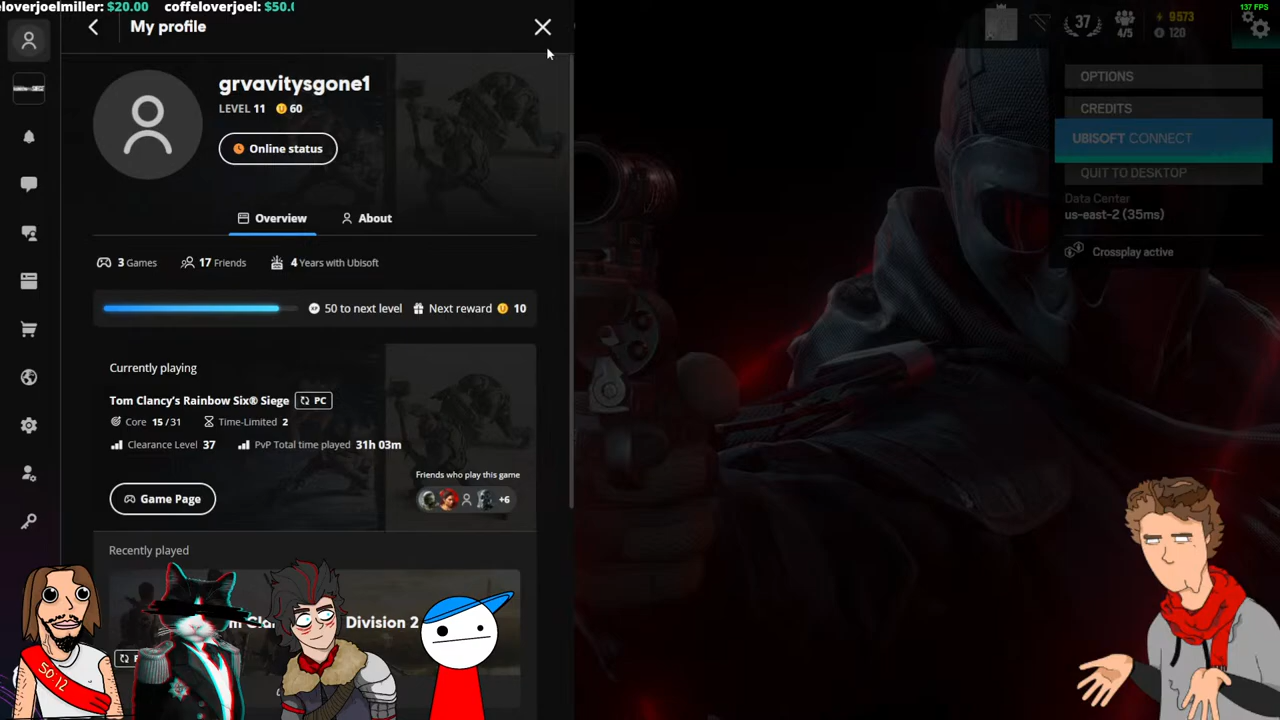 eloverjoelmiller: $20.00 coffeloverjoel: $50.0
My profile
grvavitysgone1
LEVEL 11 60
Online status
Overview About
3 Games 17 Friends 4 Years with Ubisoft
50 to next level Next reward 10
Currently playing
Tom Clancy's Rainbow Six® Siege PC
Core 15 / 31 Time-Limited 2
Clearance Level 37 PvP Total time played 31h 03m
Friends who play this game
+6
Game Page
Recently played
Division 2
50:12
137 FPS
37 4/5 9573
120
OPTIONS
CREDITS
UBISOFT CONNECT
QUIT TO DESKTOP
Data Center
us-east-2 (35ms)
Crossplay active